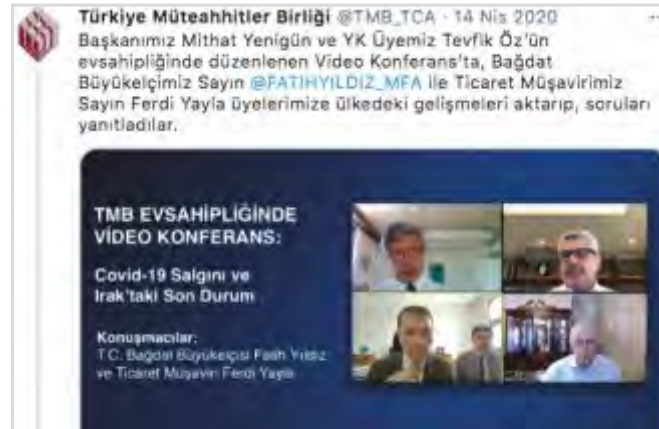 Türkiye Müteahhitler Birliği @TMB_TCA · 14 Nis 2020
Başkanımız Mithat Yenigün ve YK Üyemiz Tevfik Öz'ün
evsahipliğinde düzenlenen Video Konferans'ta, Bağdat
Büyükelçimiz Sayın @FATIHYILDIZ_MFA ile Ticaret Müşavirimiz
Sayın Ferdi Yayla üyelerimize ülkedeki gelişmeleri aktarıp, soruları
yanıtladılar.
TMB EVSAHİPLİĞİNDE
VİDEO KONFERANS:
Covid-19 Salgını ve
Irak'taki Son Durum
Konuşmacılar:
T.C. Bağdat Büyükelçisi Fatih Yıldız
ve Ticaret Müşaviri Ferdi Yayla